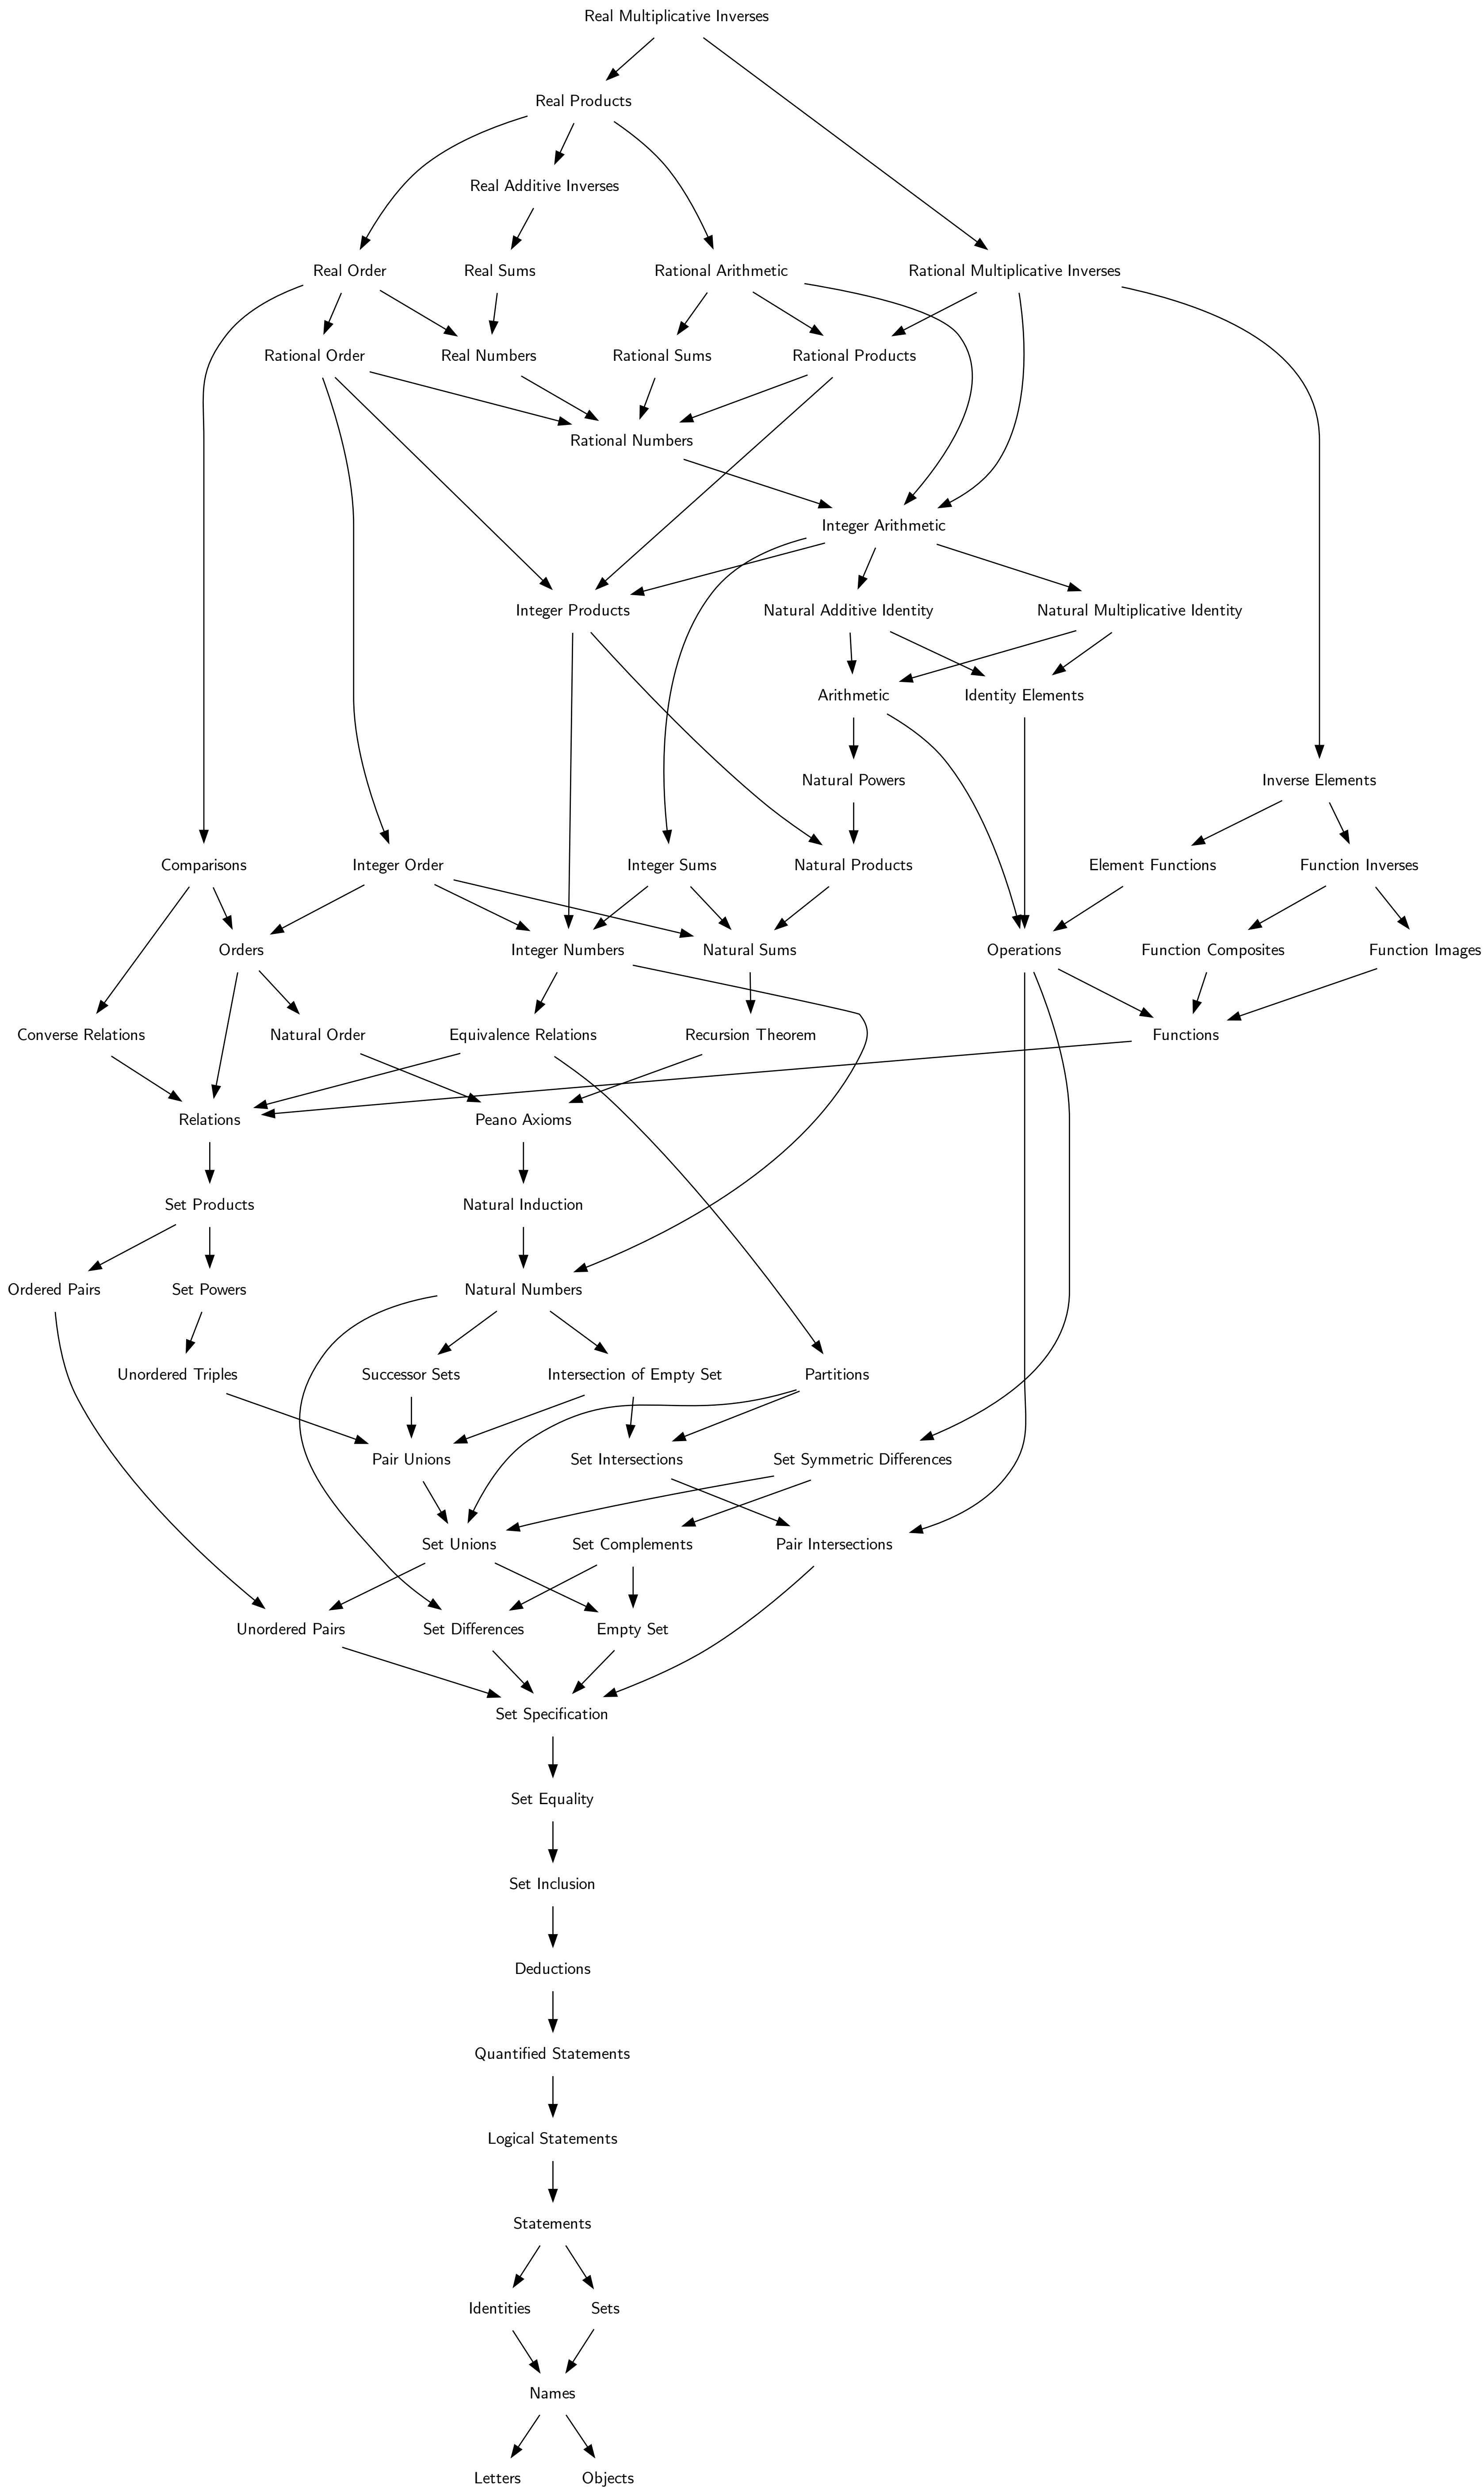 Real Multiplicative Inverses
Real Products
Real Additive Inverses
Real Order
Real Sums
Rational Arithmetic
Rational Multiplicative Inverses
Rational Order
Real Numbers
Rational Sums
Rational Products
Rational Numbers
Integer Arithmetic
Integer Products
Natural Additive Identity
Natural Multiplicative Identity
Arithmetic
Identity Elements
Natural Powers
Inverse Elements
Comparisons
Integer Order
Integer Sums
Natural Products
Element Functions
Function Inverses
Orders
Integer Numbers
Natural Sums
Operations
Function Composites
Function Images
Converse Relations
Natural Order
Equivalence Relations
Recursion Theorem
Functions
Relations
Peano Axioms
Set Products
Natural Induction
Ordered Pairs
Set Powers
Natural Numbers
Unordered Triples
Successor Sets
Intersection of Empty Set
Partitions
Pair Unions
Set Intersections
Set Symmetric Differences
Set Unions
Set Complements
Pair Intersections
Unordered Pairs
Set Differences
Empty Set
Set Specification
Set Equality
Set Inclusion
Deductions
Quantified Statements
Logical Statements
Statements
Identities
Sets
Names
Letters
Objects